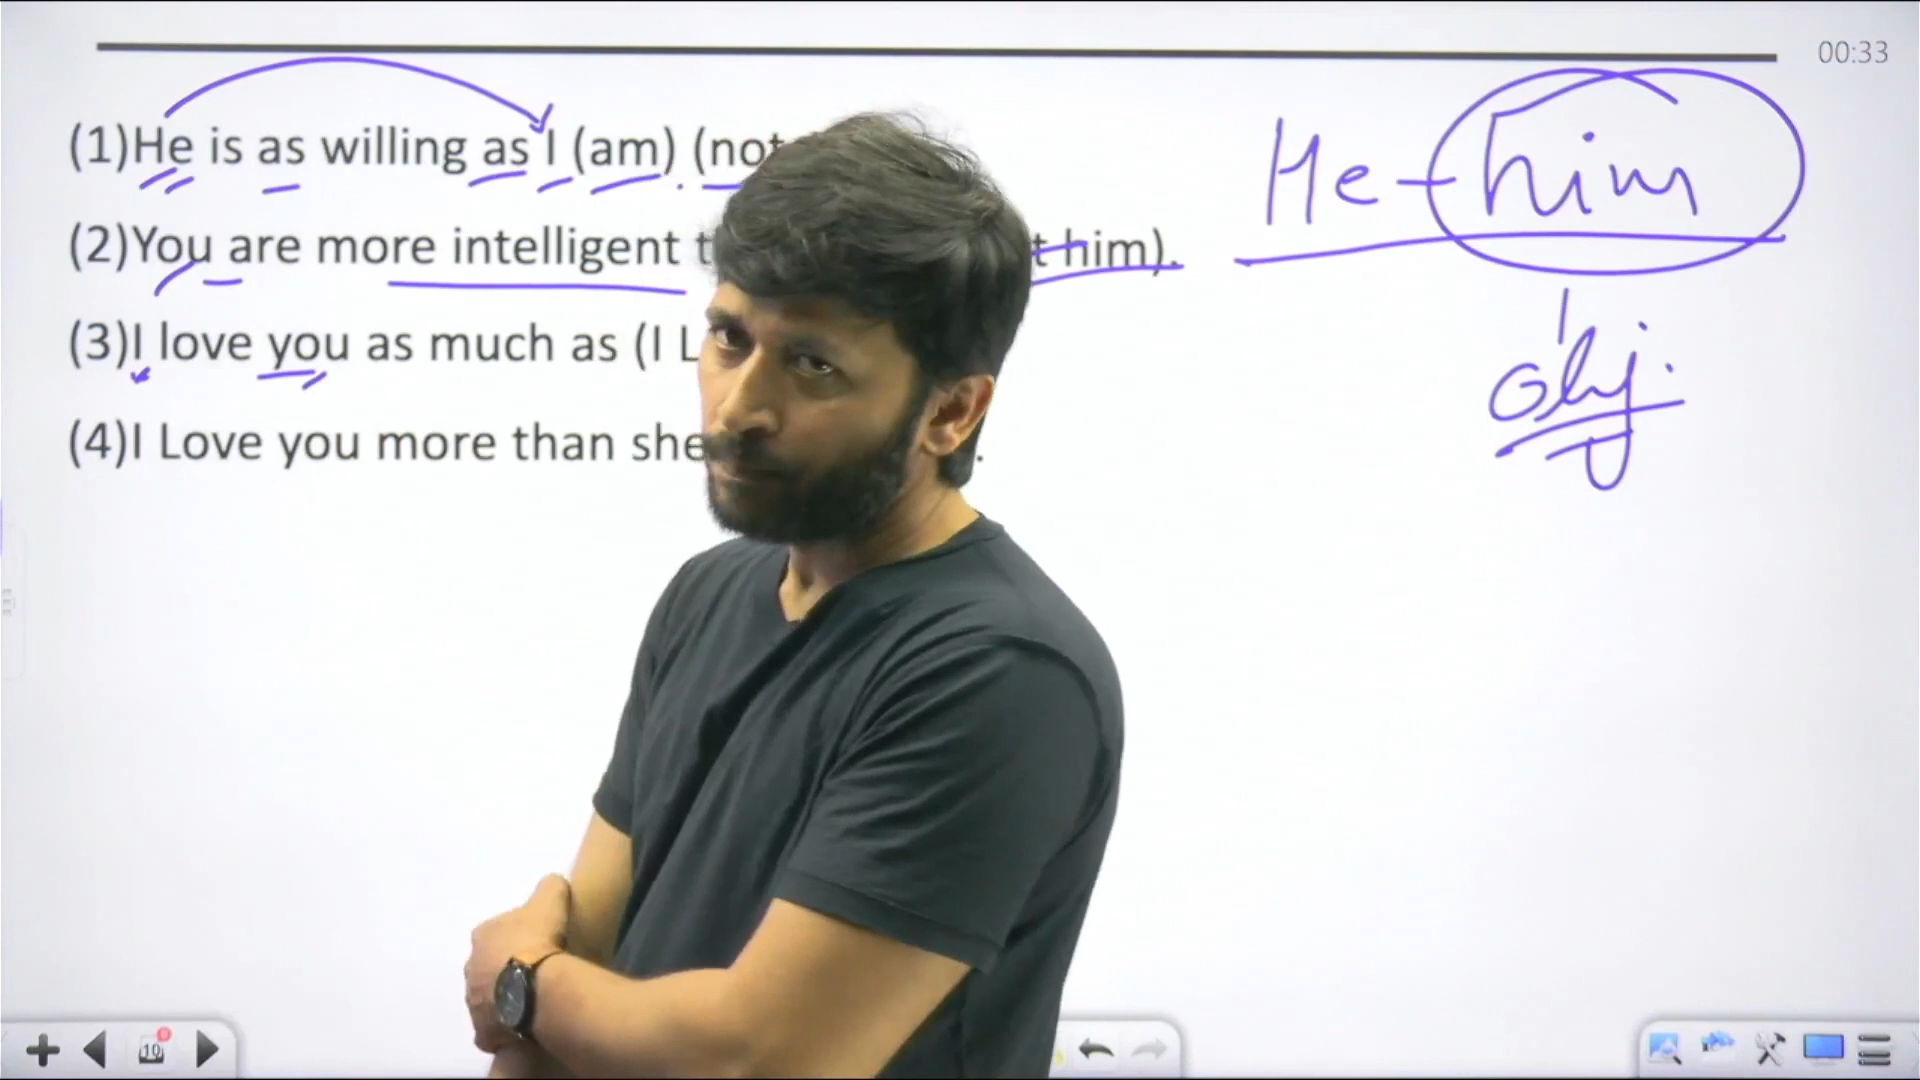 00:33
(1)He is as willing as I (am) (not
(2)You are more intelligent t t him).
(3)I love you as much as (I L
(4)I Love you more than she .
He - him
obj.
10